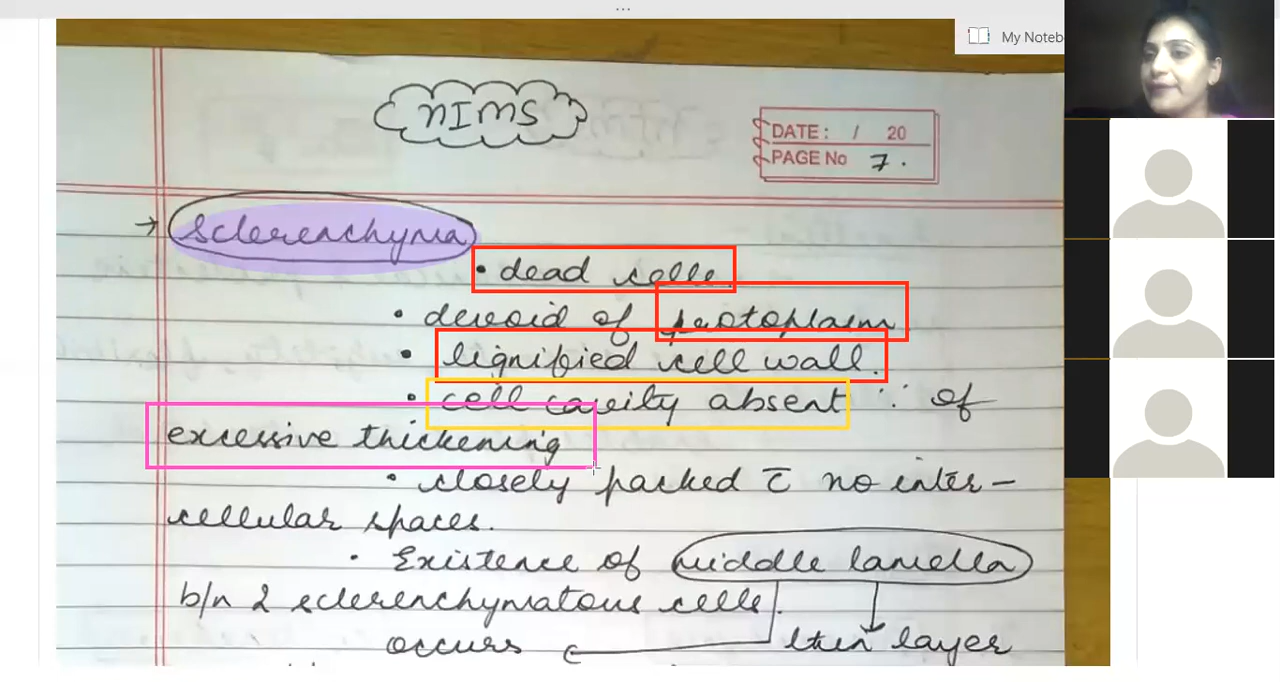 My Noteb
NIMS
DATE: / 20
PAGE No 7.
→ Sclerenchyma
• dead cells.
• devoid of protoplasm
• lignified cell wall.
• cell cavity absent ∵ of
excessive thickening
• closely packed c̄ no inter-
cellular spaces.
• Existence of middle lamella
b/n 2 sclerenchymatous cells.
occurs thin layer